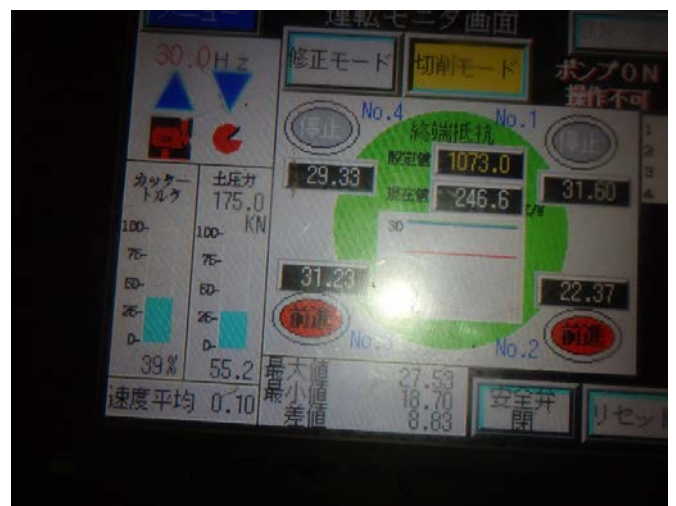 メニュー
運転モニタ画面
30.0Hz
修正モード
切削モード
ポンプON
操作不可
停止
No.4
No.1
停止
終端抵抗
設定値 1073.0
現在値 246.6
29.33
31.60
1
2
3
4
カッター
トルク
土圧力
175.0
KN
100-
75-
50-
25-
0-
39%
100-
75-
50-
25-
0-
55.2
30
31.23
22.37
前進
No.3
No.2
前進
速度平均 0.10
最大値 27.53
最小値 18.70
差値 8.83
安全弁
閉
リセット